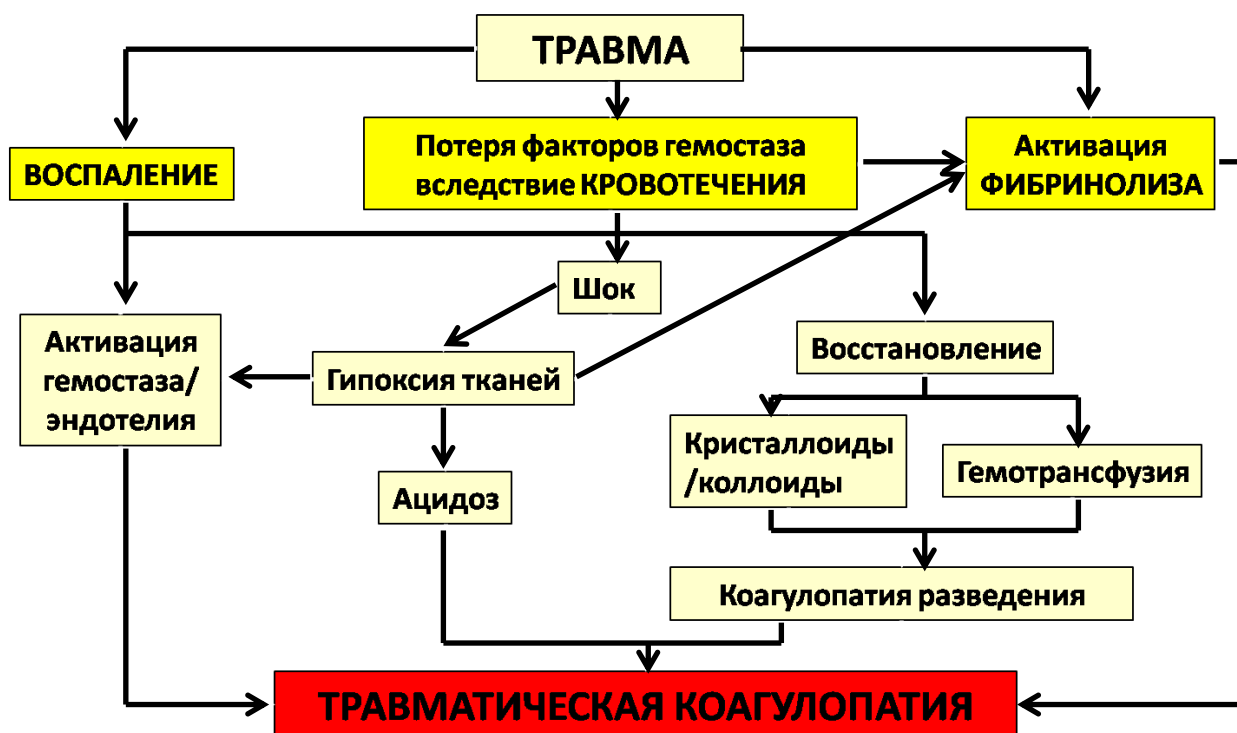 ТРАВМА
ВОСПАЛЕНИЕ
Потеря факторов гемостаза
вследствие КРОВОТЕЧЕНИЯ
Активация
ФИБРИНОЛИЗА
Шок
Активация
гемостаза/
эндотелия
Гипоксия тканей
Восстановление
Ацидоз
Кристаллоиды
/коллоиды
Гемотрансфузия
Коагулопатия разведения
ТРАВМАТИЧЕСКАЯ КОАГУЛОПАТИЯ